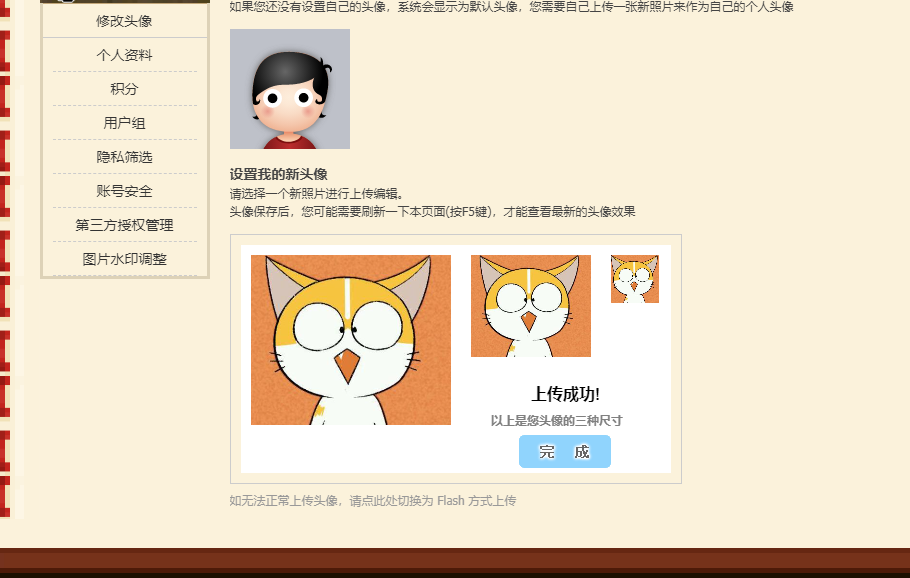 如果您还没有设置自己的头像，系统会显示为默认头像，您需要自己上传一张新照片来作为自己的个人头像
修改头像
个人资料
积分
用户组
隐私筛选
账号安全
第三方授权管理
图片水印调整
设置我的新头像
请选择一个新照片进行上传编辑。
头像保存后，您可能需要刷新一下本页面(按F5键)，才能查看最新的头像效果
上传成功!
以上是您头像的三种尺寸
完 成
如无法正常上传头像，请点此处切换为 Flash 方式上传